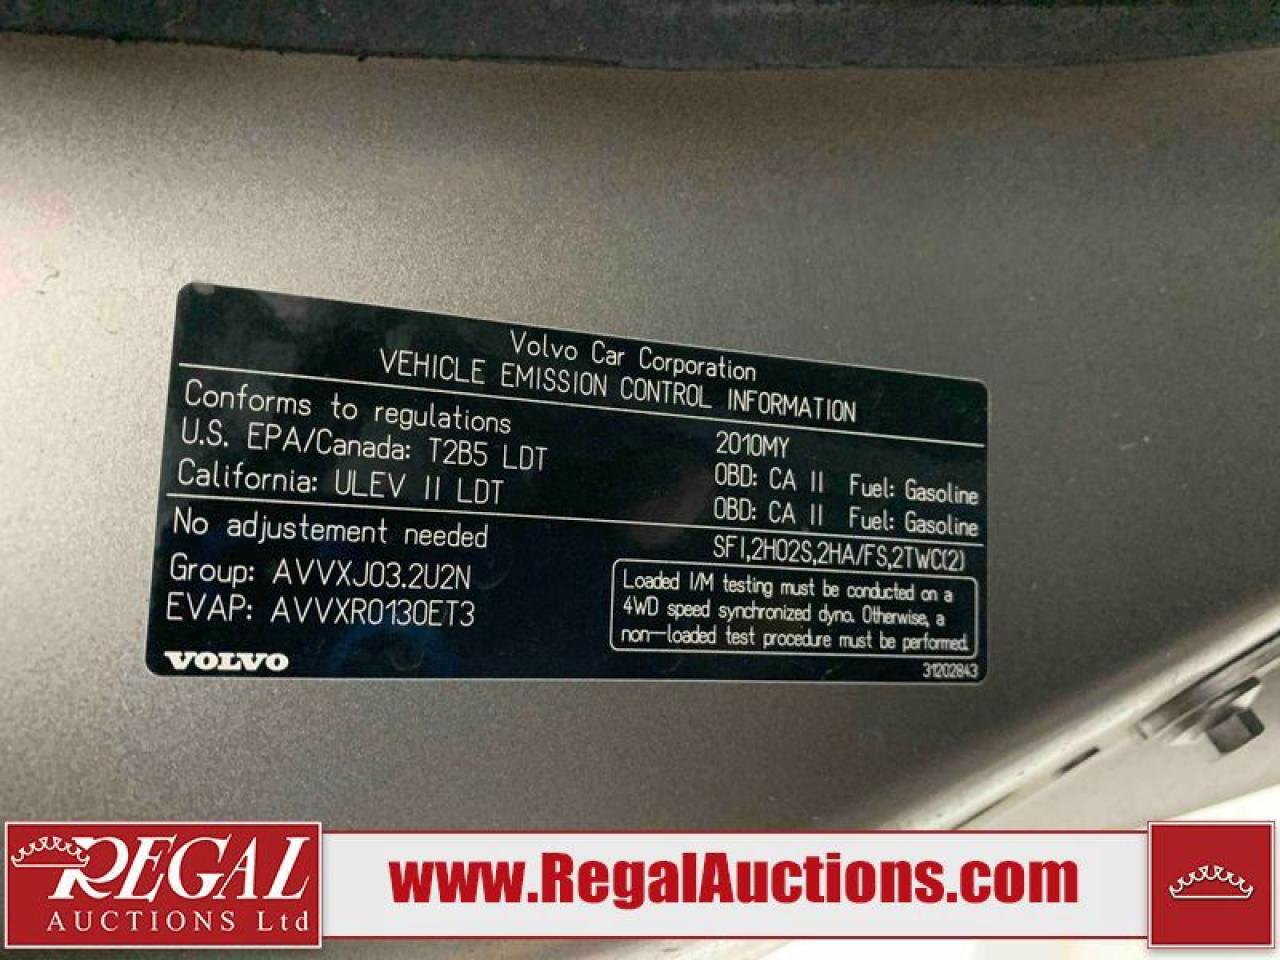 Volvo Car Corporation
VEHICLE EMISSION CONTROL INFORMATION
Conforms to regulations 2010MY
U.S. EPA/Canada: T2B5 LDT OBD: CA II Fuel: Gasoline
California: ULEV II LDT OBD: CA II Fuel: Gasoline
No adjustement needed SFI,2HO2S,2HA/FS,2TWC(2)
Group: AVVXJ03.2U2N
EVAP: AVVXR0130ET3
Loaded I/M testing must be conducted on a
4WD speed synchronized dyno. Otherwise, a
non-loaded test procedure must be performed.
VOLVO
31202843
REGAL
AUCTIONS Ltd
www.RegalAuctions.com